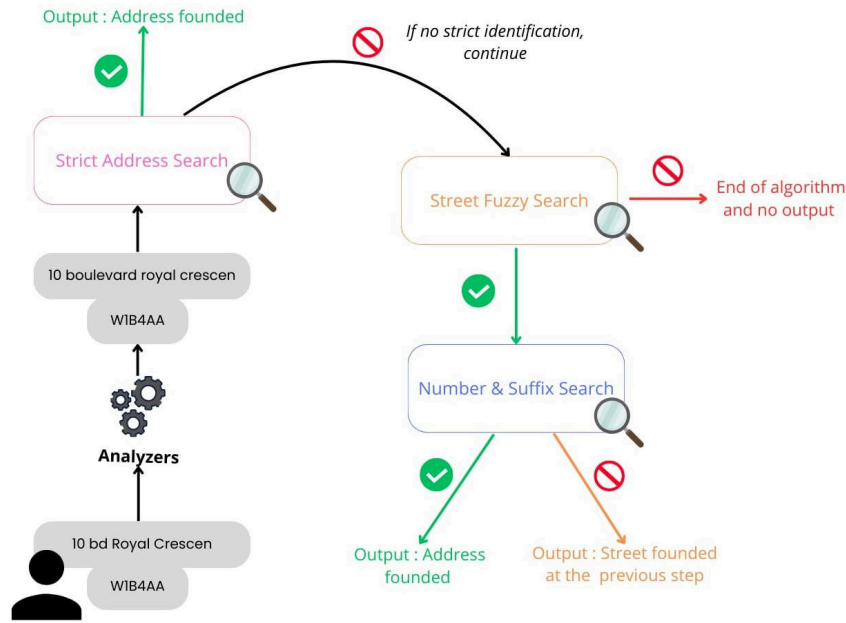 Output : Address founded
If no strict identification,
continue
Strict Address Search
Street Fuzzy Search
End of algorithm
and no output
10 boulevard royal crescen
W1B4AA
Number & Suffix Search
Analyzers
10 bd Royal Crescen
W1B4AA
Output : Address
founded
Output : Street founded
at the previous step